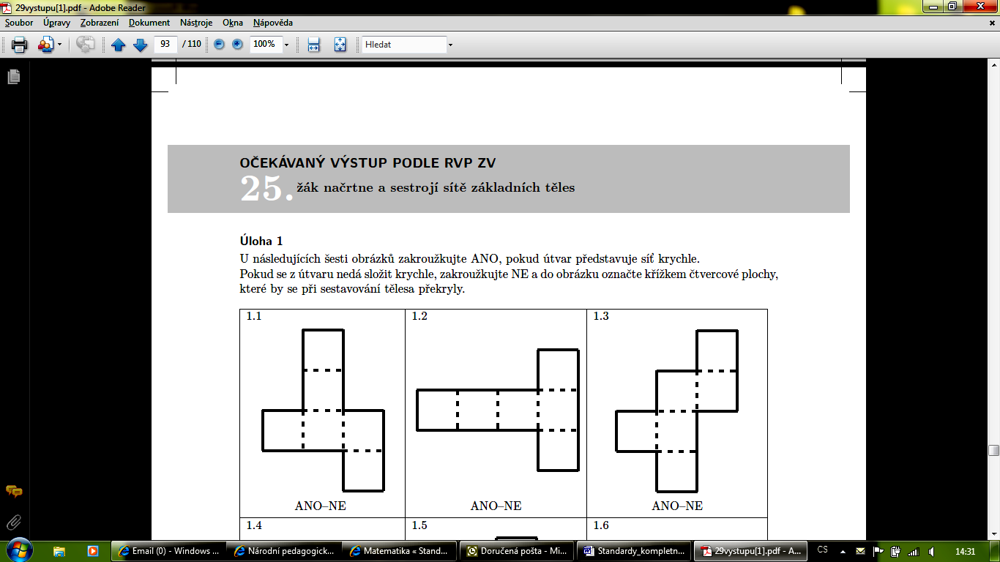 29vystupu[1].pdf - Adobe Reader
Soubor Úpravy Zobrazení Dokument Nástroje Okna Nápověda
93 / 110 100% Hledat
OČEKÁVANÝ VÝSTUP PODLE RVP ZV
25. žák načrtne a sestrojí sítě základních těles
Úloha 1
U následujících šesti obrázků zakroužkujte ANO, pokud útvar představuje síť krychle.
Pokud se z útvaru nedá složit krychle, zakroužkujte NE a do obrázku označte křížkem čtvercové plochy,
které by se při sestavování tělesa překryly.
1.1 1.2 1.3
ANO–NE ANO–NE ANO–NE
1.4 1.5 1.6
Email (0) - Windows ... Národní pedagogick... Matematika « Stand... Doručená pošta - Mi... Standardy_kompletn... 29vystupu[1].pdf - A... CS 14:31